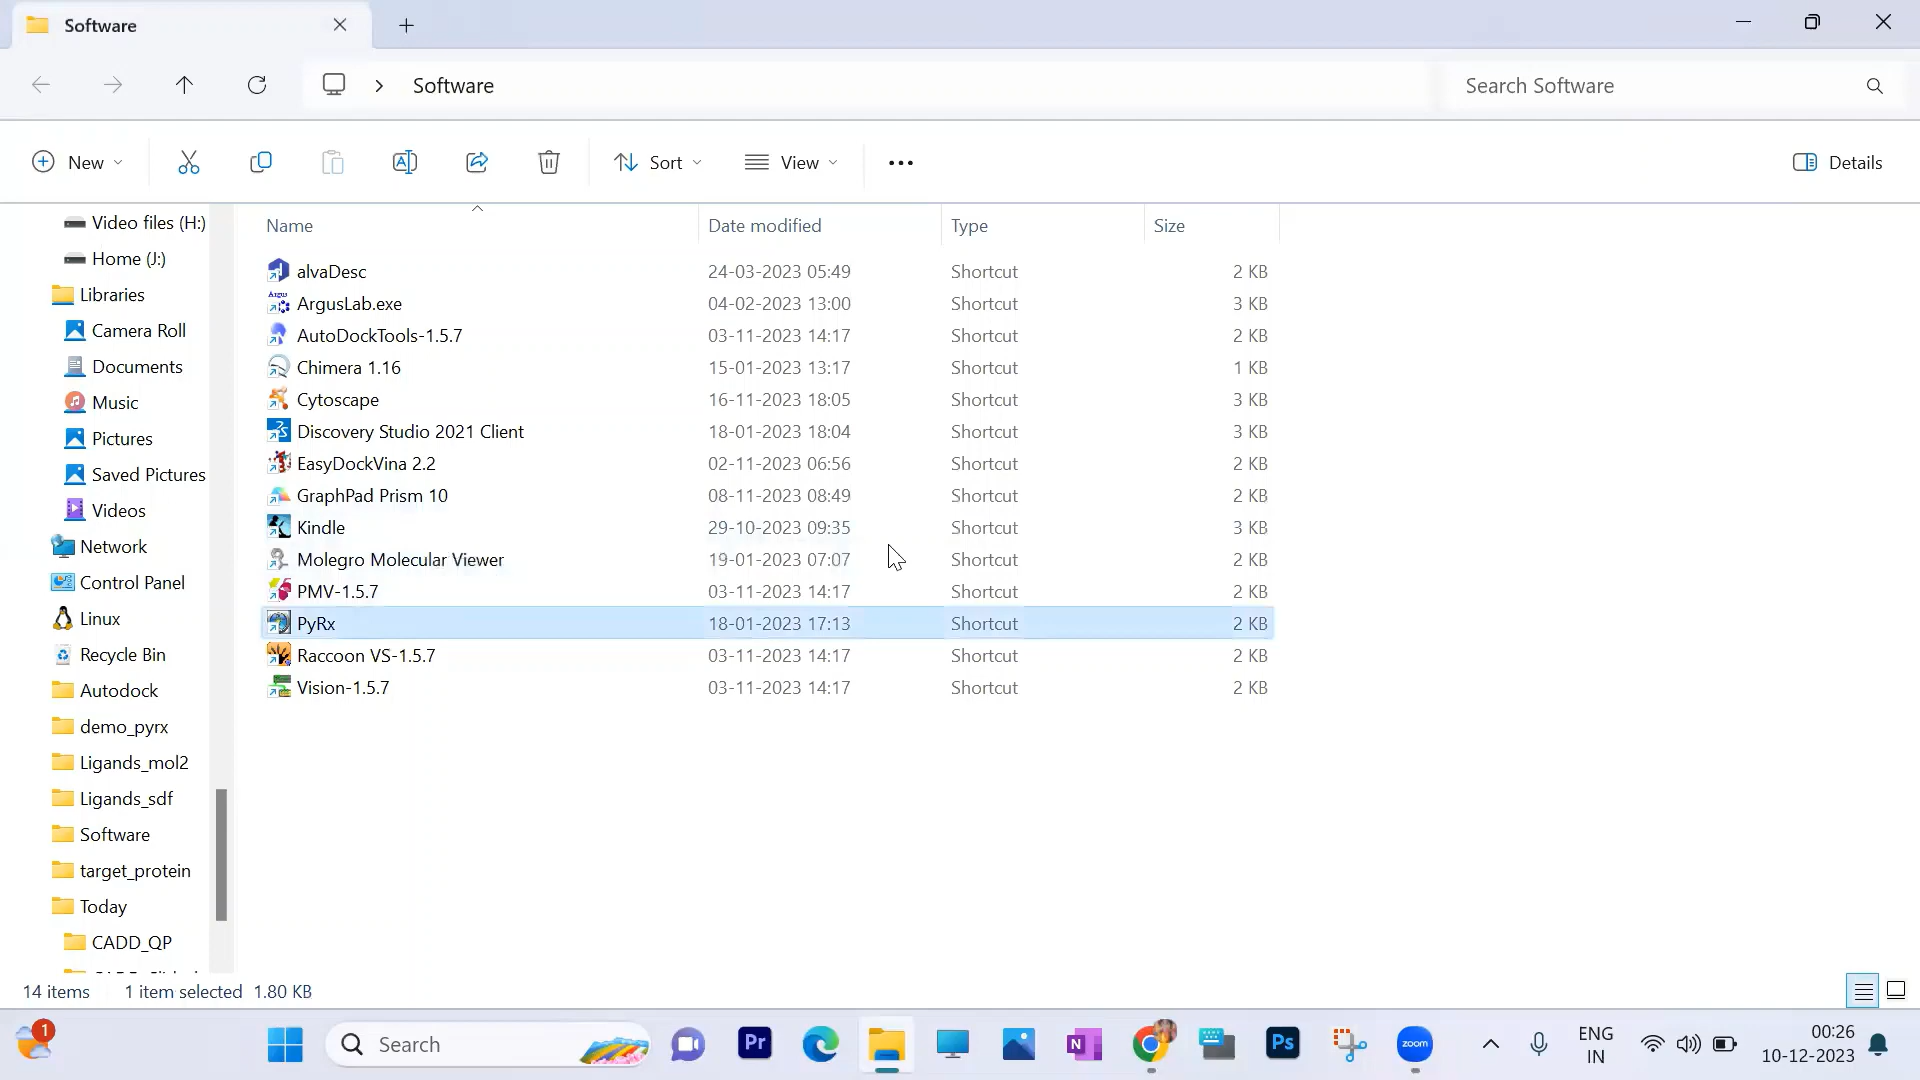 Software
Software
Search Software
New
Sort
View
Details
Name Date modified Type Size
alvaDesc 24-03-2023 05:49 Shortcut 2 KB
ArgusLab.exe 04-02-2023 13:00 Shortcut 3 KB
AutoDockTools-1.5.7 03-11-2023 14:17 Shortcut 2 KB
Chimera 1.16 15-01-2023 13:17 Shortcut 1 KB
Cytoscape 16-11-2023 18:05 Shortcut 3 KB
Discovery Studio 2021 Client 18-01-2023 18:04 Shortcut 3 KB
EasyDockVina 2.2 02-11-2023 06:56 Shortcut 2 KB
GraphPad Prism 10 08-11-2023 08:49 Shortcut 2 KB
Kindle 29-10-2023 09:35 Shortcut 3 KB
Molegro Molecular Viewer 19-01-2023 07:07 Shortcut 2 KB
PMV-1.5.7 03-11-2023 14:17 Shortcut 2 KB
PyRx 18-01-2023 17:13 Shortcut 2 KB
Raccoon VS-1.5.7 03-11-2023 14:17 Shortcut 2 KB
Vision-1.5.7 03-11-2023 14:17 Shortcut 2 KB
Video files (H:)
Home (J:)
Libraries
Camera Roll
Documents
Music
Pictures
Saved Pictures
Videos
Network
Control Panel
Linux
Recycle Bin
Autodock
demo_pyrx
Ligands_mol2
Ligands_sdf
Software
target_protein
Today
CADD_QP
14 items 1 item selected 1.80 KB
1
Search
Pr
N
Ps
zoom
ENG
IN
00:26
10-12-2023